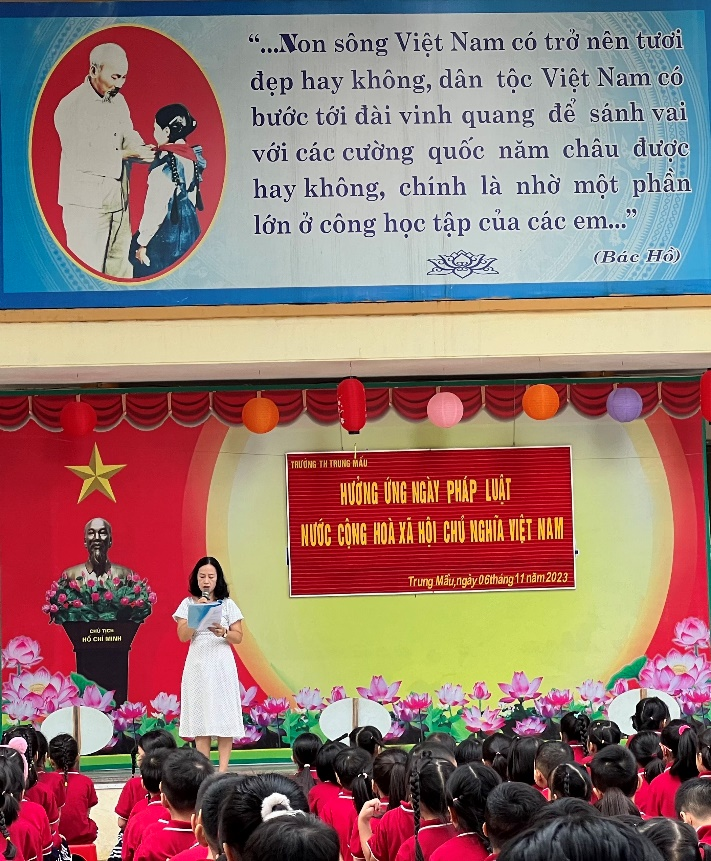 “...Non sông Việt Nam có trở nên tươi
đẹp hay không, dân tộc Việt Nam có
bước tới đài vinh quang để sánh vai
với các cường quốc năm châu được
hay không, chính là nhờ một phần
lớn ở công học tập của các em...”
(Bác Hồ)
TRƯỜNG TH TRUNG MẦU
HƯỞNG ỨNG NGÀY PHÁP LUẬT
NƯỚC CỘNG HOÀ XÃ HỘI CHỦ NGHĨA VIỆT NAM
Trung Mầu,ngày 06tháng 11 năm 2023
CHỦ TỊCH
HỒ CHÍ MINH